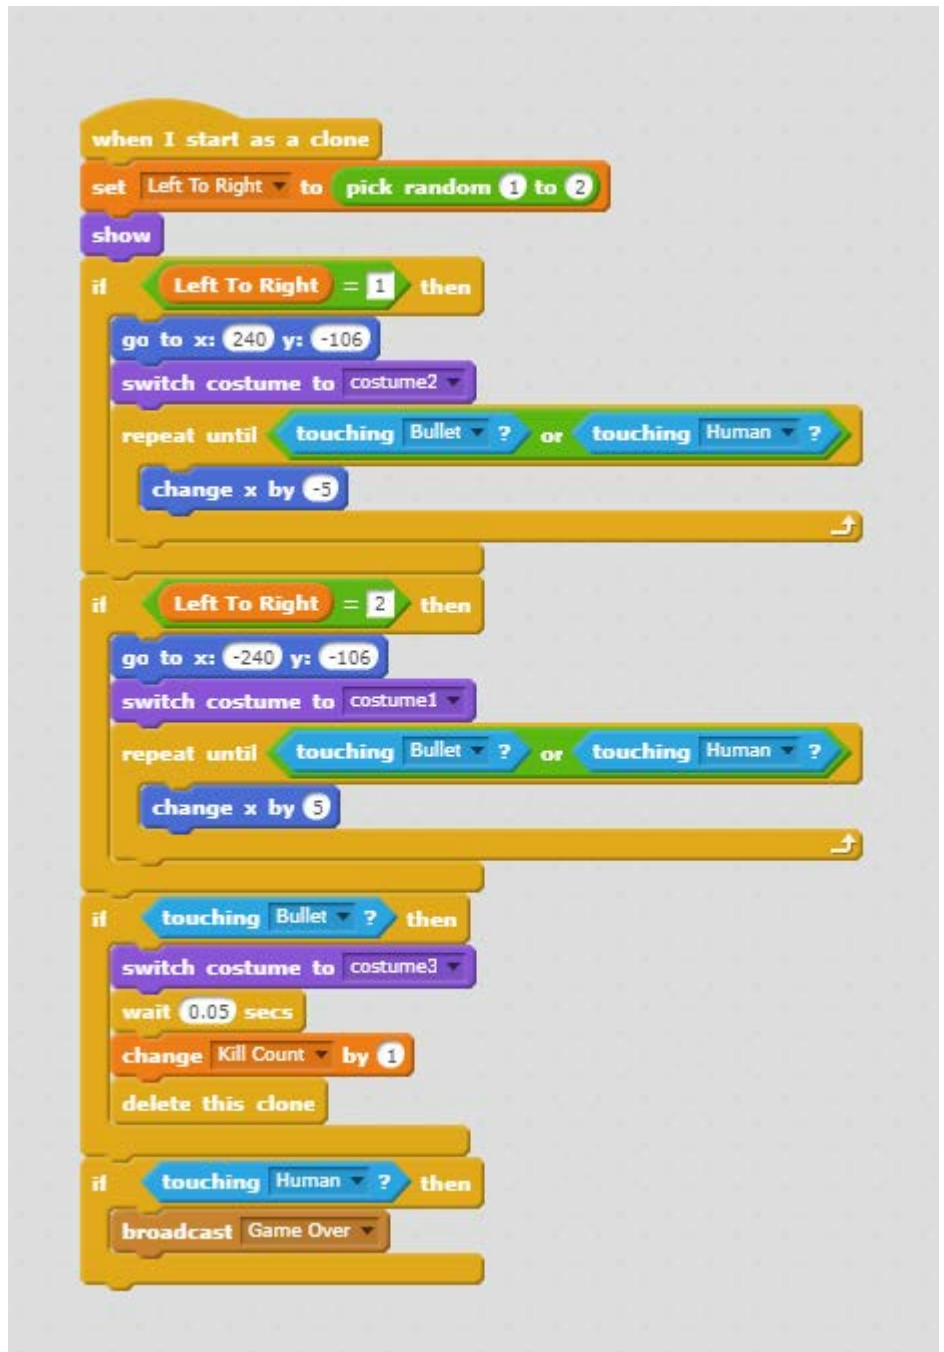 when I start as a clone
set Left To Right to pick random 1 to 2
show
if Left To Right = 1 then
go to x: 240 y: -106
switch costume to costume2
repeat until touching Bullet ? or touching Human ?
change x by -5
if Left To Right = 2 then
go to x: -240 y: -106
switch costume to costume1
repeat until touching Bullet ? or touching Human ?
change x by 5
if touching Bullet ? then
switch costume to costume3
wait 0.05 secs
change Kill Count by 1
delete this clone
if touching Human ? then
broadcast Game Over